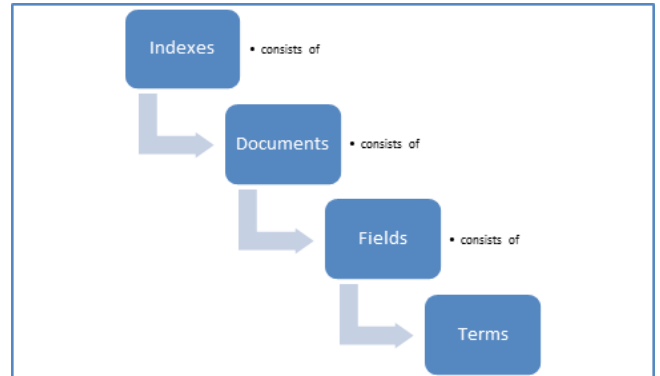 Indexes
• consists of
Documents
• consists of
Fields
• consists of
Terms